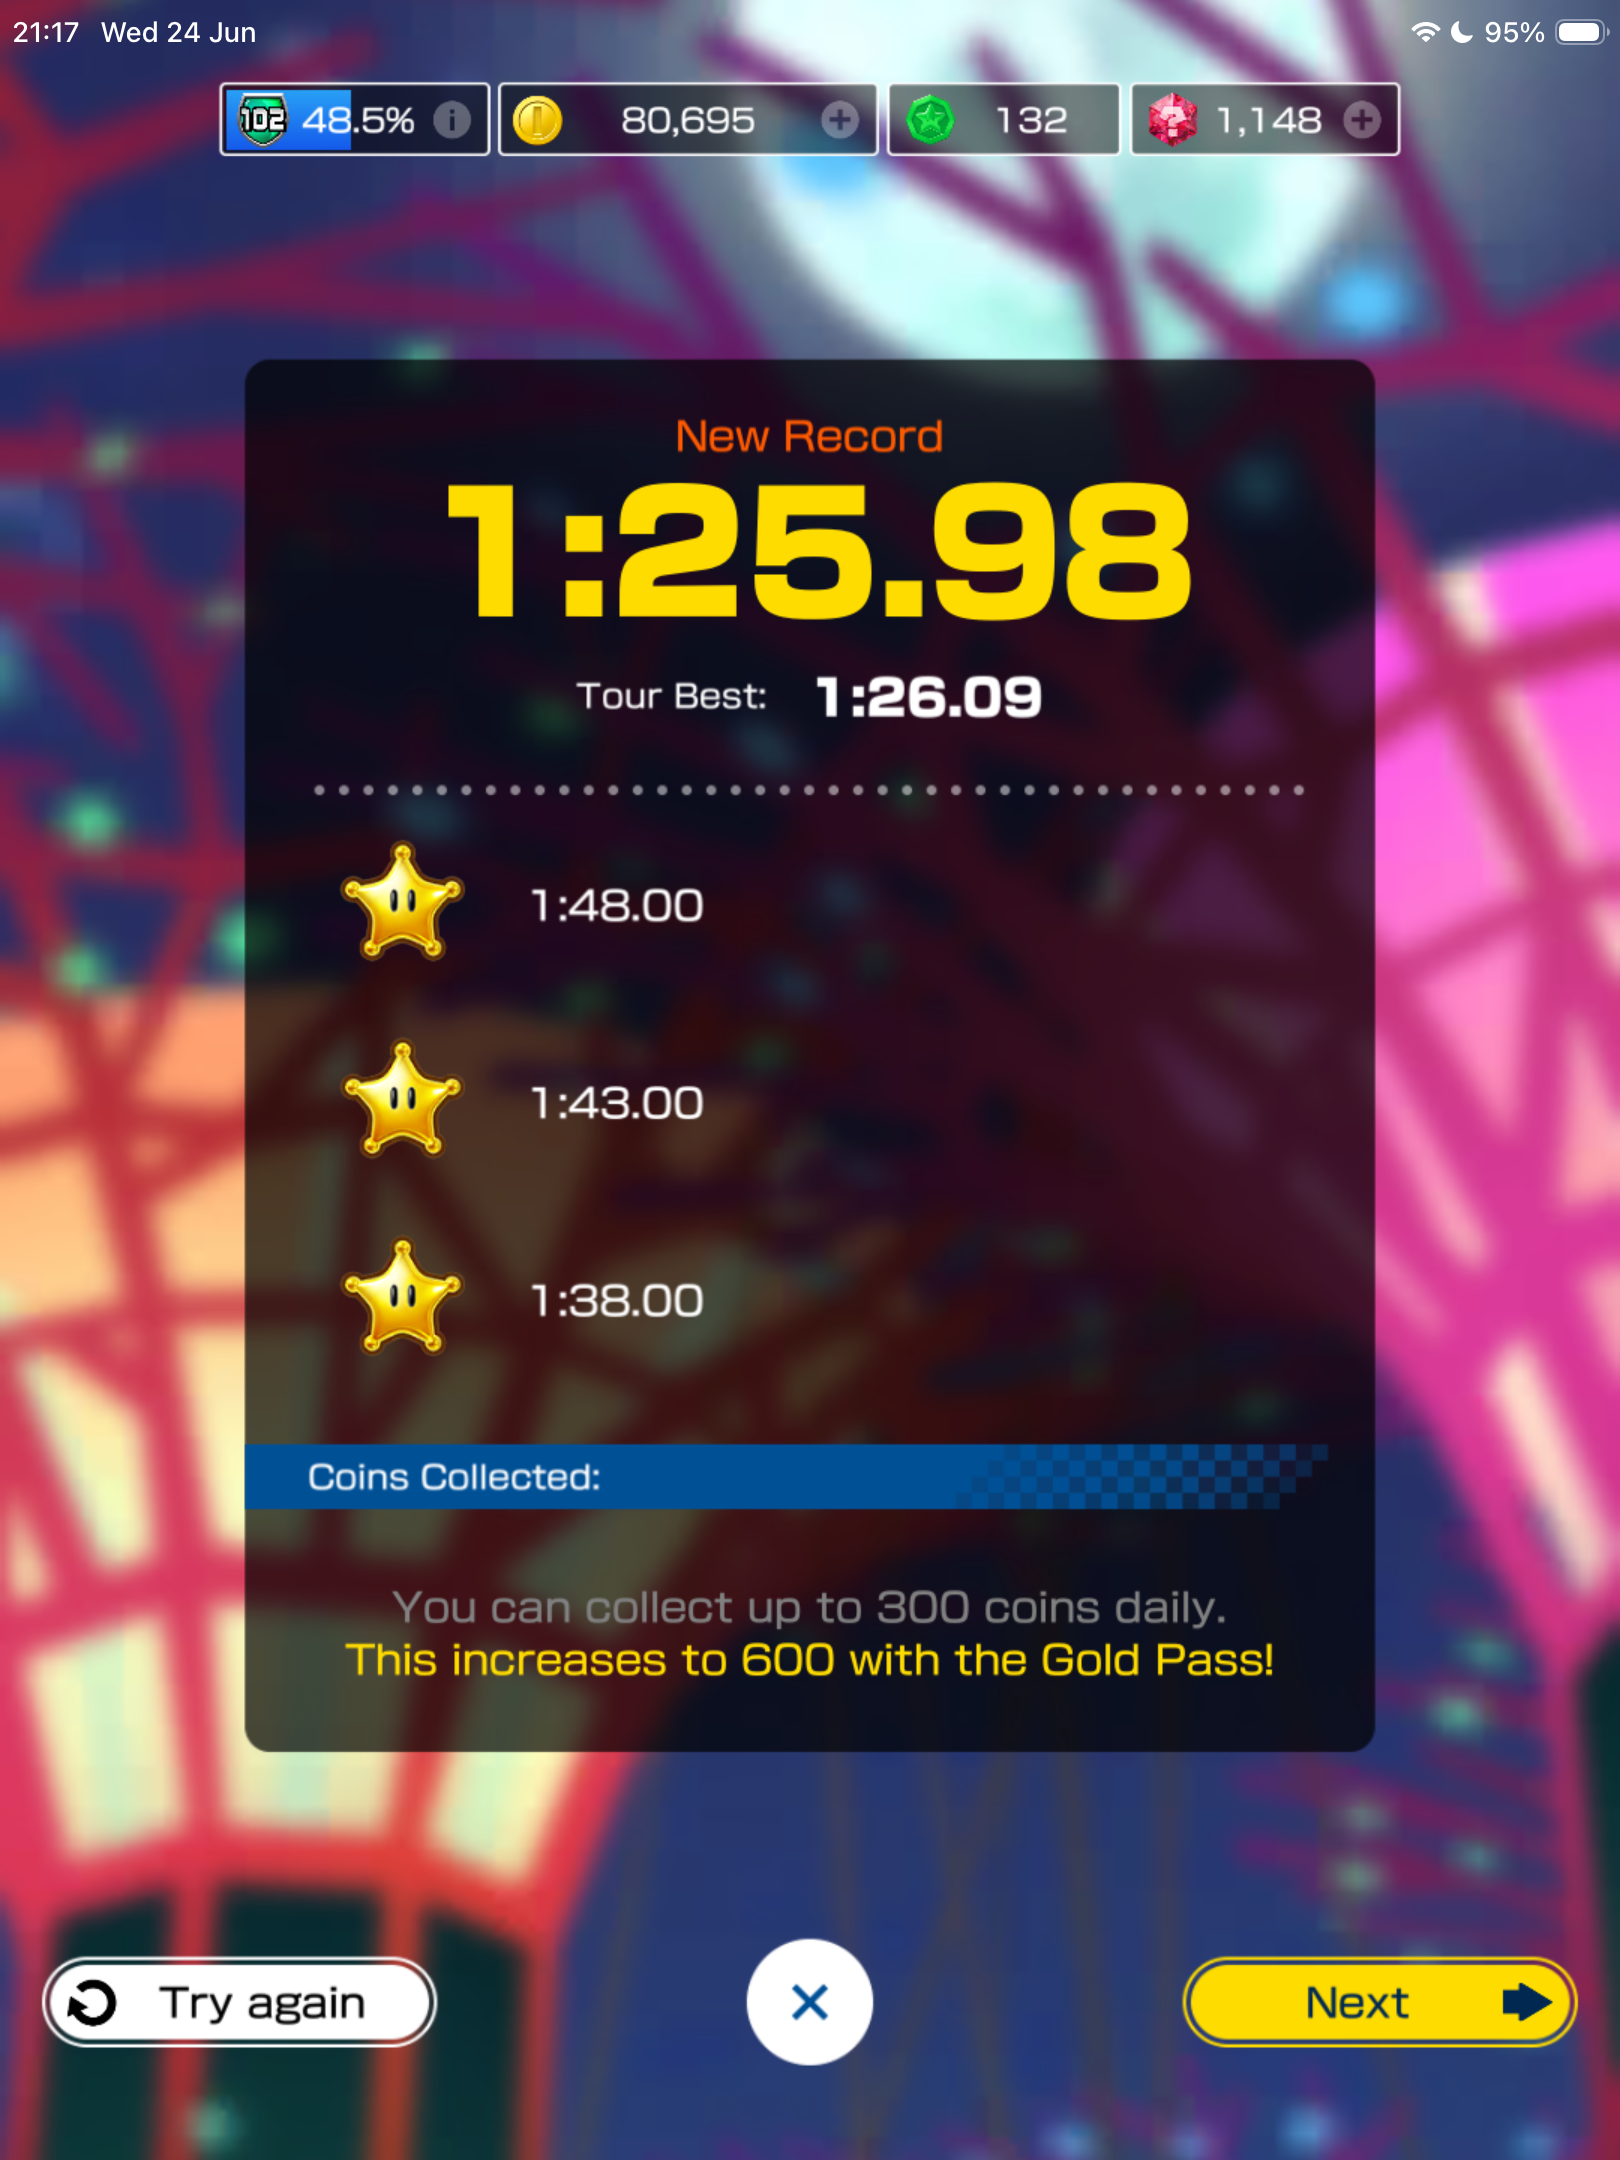 21:17 Wed 24 Jun 95%
102 48.5% i 80,695 + 132 ? 1,148 +
New Record
1:25.98
Tour Best: 1:26.09
1:48.00
1:43.00
1:38.00
Coins Collected:
You can collect up to 300 coins daily.
This increases to 600 with the Gold Pass!
Try again × Next